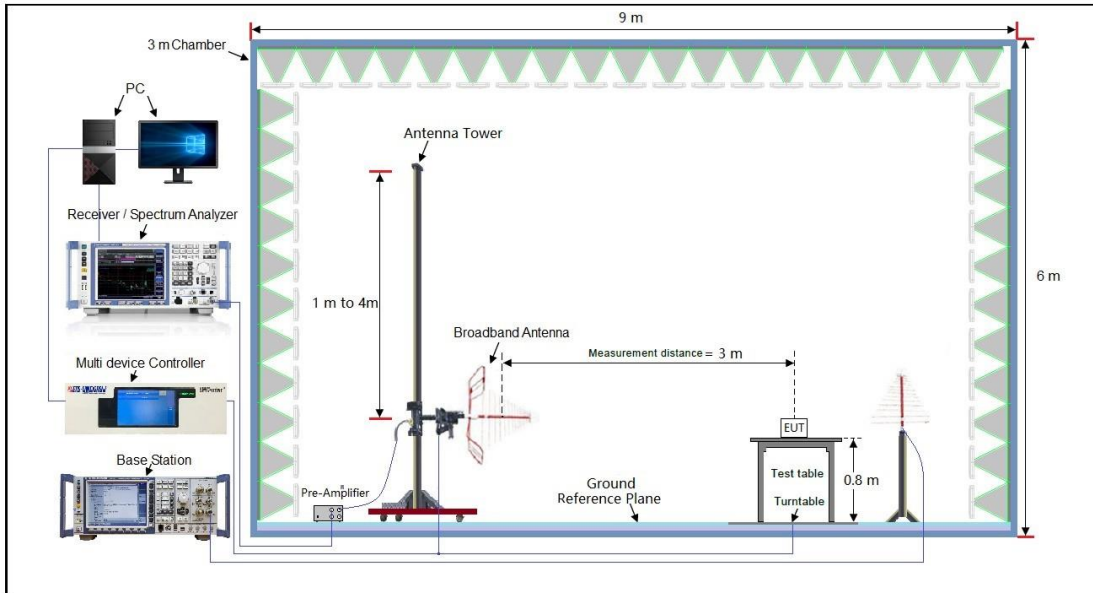 9 m
3 m Chamber
PC
Antenna Tower
Receiver / Spectrum Analyzer
6 m
1 m to 4m
Broadband Antenna
Measurement distance = 3 m
Multi device Controller
EUT
Base Station
Test table
0.8 m
Ground
Reference Plane
Turntable
Pre-Amplifier